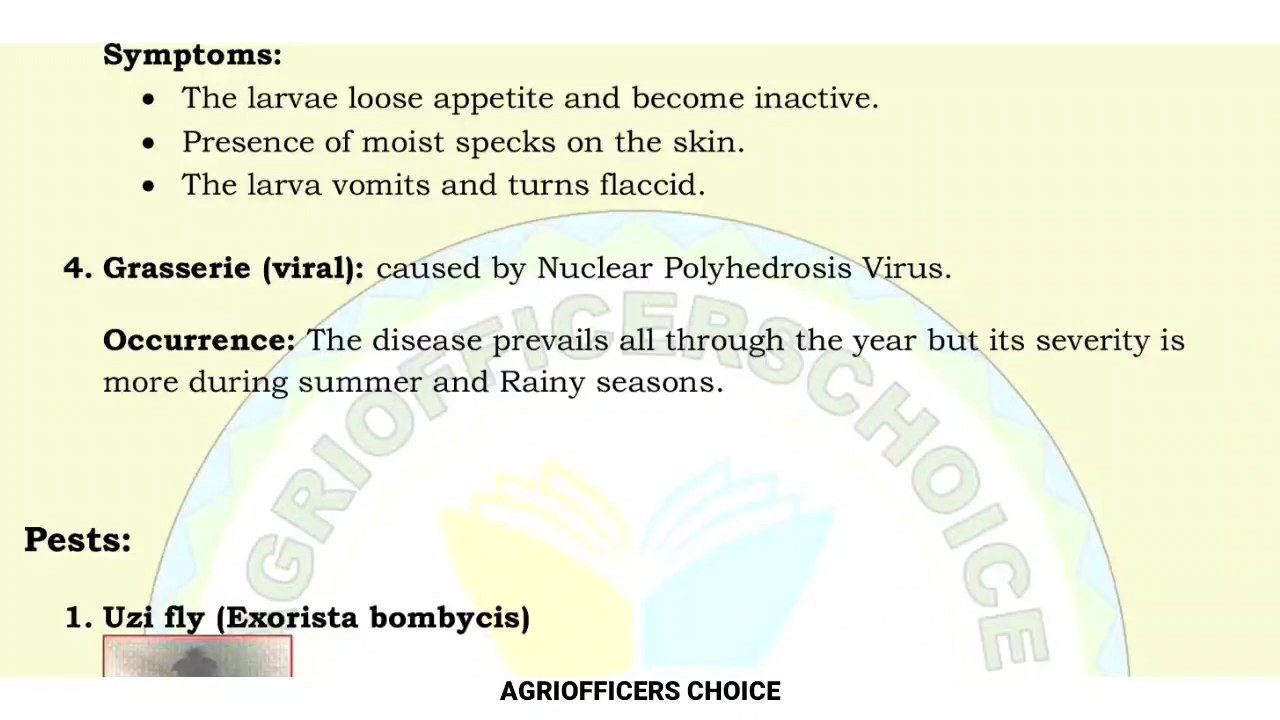 Symptoms:
• The larvae loose appetite and become inactive.
• Presence of moist specks on the skin.
• The larva vomits and turns flaccid.
4. Grasserie (viral): caused by Nuclear Polyhedrosis Virus.
Occurrence: The disease prevails all through the year but its severity is
more during summer and Rainy seasons.
AGRIOFFICERSCHOICE
Pests:
1. Uzi fly (Exorista bombycis)
AGRIOFFICERS CHOICE